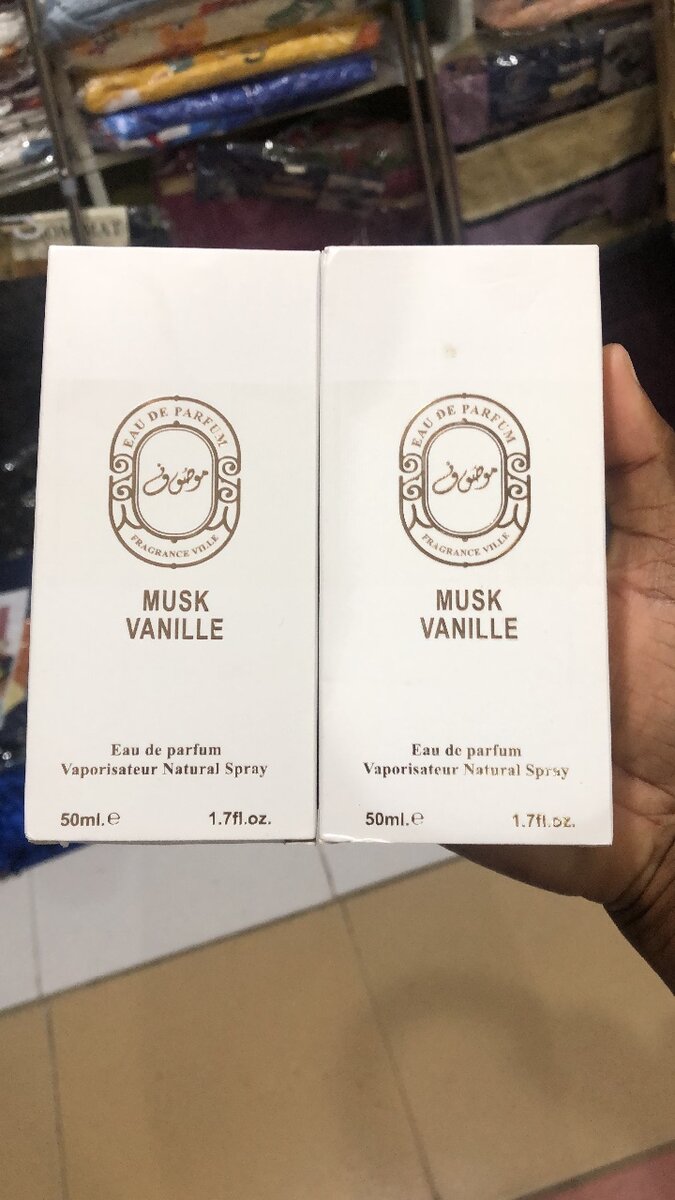 EAU DE PARFUM
موصوف
FRAGRANCE VILLE
MUSK
VANILLE
Eau de parfum
Vaporisateur Natural Spray
50ml.e
1.7fl.oz.
EAU DE PARFUM
موصوف
FRAGRANCE VILLE
MUSK
VANILLE
Eau de parfum
Vaporisateur Natural Spray
50ml.e
1.7fl.oz.